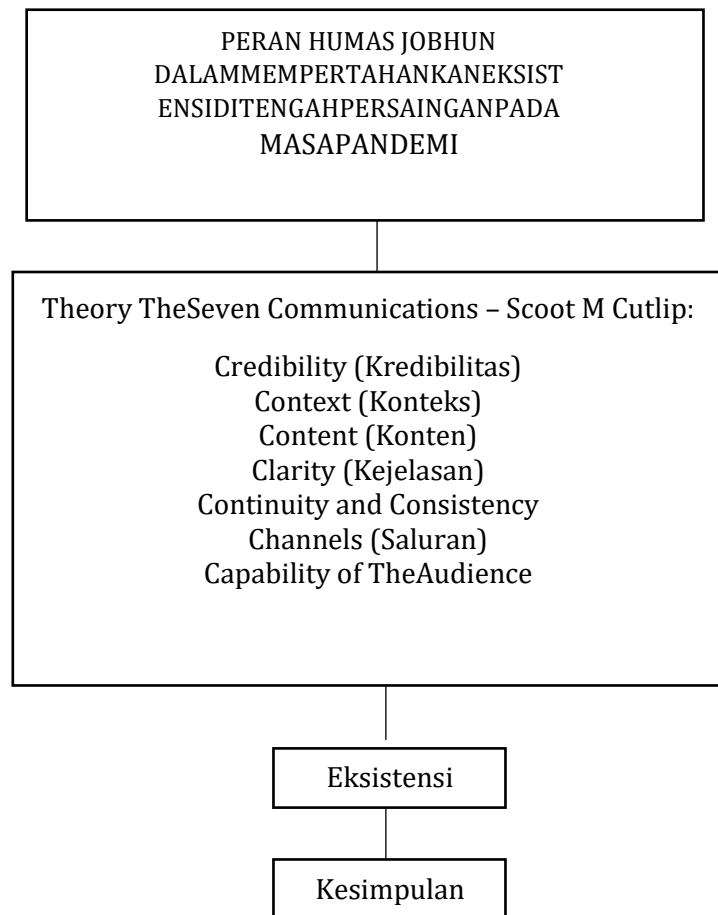 PERAN HUMAS JOBHUN
DALAMMEMPERTAHANKANEKSIST
ENSIDITENGAHPERSAINGANPADA
MASAPANDEMI
Theory TheSeven Communications – Scoot M Cutlip:
Credibility (Kredibilitas)
Context (Konteks)
Content (Konten)
Clarity (Kejelasan)
Continuity and Consistency
Channels (Saluran)
Capability of TheAudience
Eksistensi
Kesimpulan